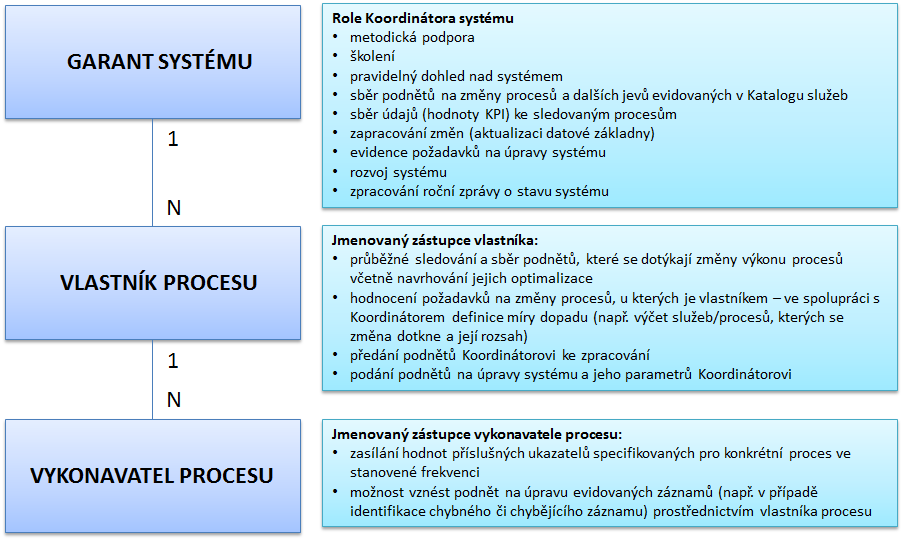 GARANT SYSTÉMU
Role Koordinátora systému
• metodická podpora
• školení
• pravidelný dohled nad systémem
• sběr podnětů na změny procesů a dalších jevů evidovaných v Katalogu služeb
• sběr údajů (hodnoty KPI) ke sledovaným procesům
• zapracování změn (aktualizaci datové základny)
• evidence požadavků na úpravy systému
• rozvoj systému
• zpracování roční zprávy o stavu systému
1
N
VLASTNÍK PROCESU
Jmenovaný zástupce vlastníka:
• průběžné sledování a sběr podnětů, které se dotýkají změny výkonu procesů
včetně navrhování jejich optimalizace
• hodnocení požadavků na změny procesů, u kterých je vlastníkem – ve spolupráci s
Koordinátorem definice míry dopadu (např. výčet služeb/procesů, kterých se
změna dotkne a její rozsah)
• předání podnětů Koordinátorovi ke zpracování
• podání podnětů na úpravy systému a jeho parametrů Koordinátorovi
1
N
VYKONAVATEL PROCESU
Jmenovaný zástupce vykonavatele procesu:
• zasílání hodnot příslušných ukazatelů specifikovaných pro konkrétní proces ve
stanovené frekvenci
• možnost vznést podnět na úpravu evidovaných záznamů (např. v případě
identifikace chybného či chybějícího záznamu) prostřednictvím vlastníka procesu